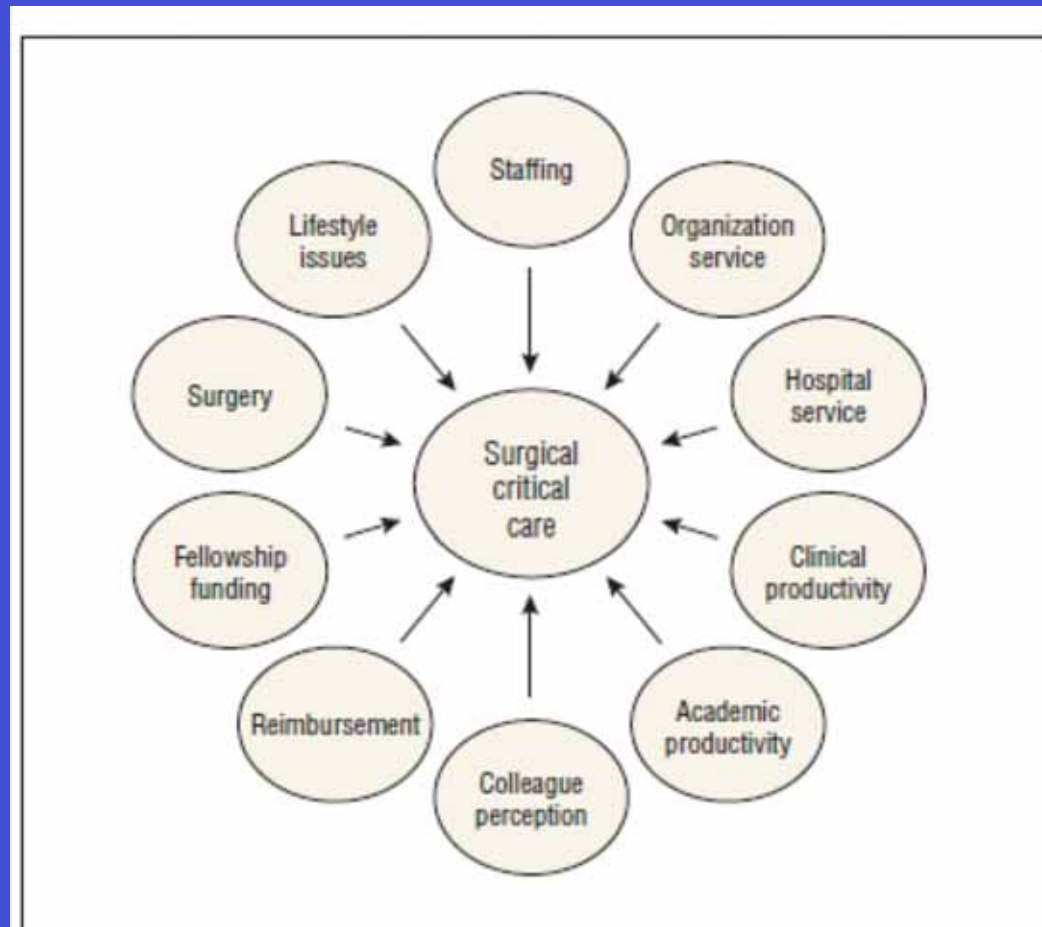 Staffing
Organization
service
Hospital
service
Clinical
productivity
Academic
productivity
Colleague
perception
Reimbursement
Fellowship
funding
Surgery
Lifestyle
issues
Surgical
critical
care